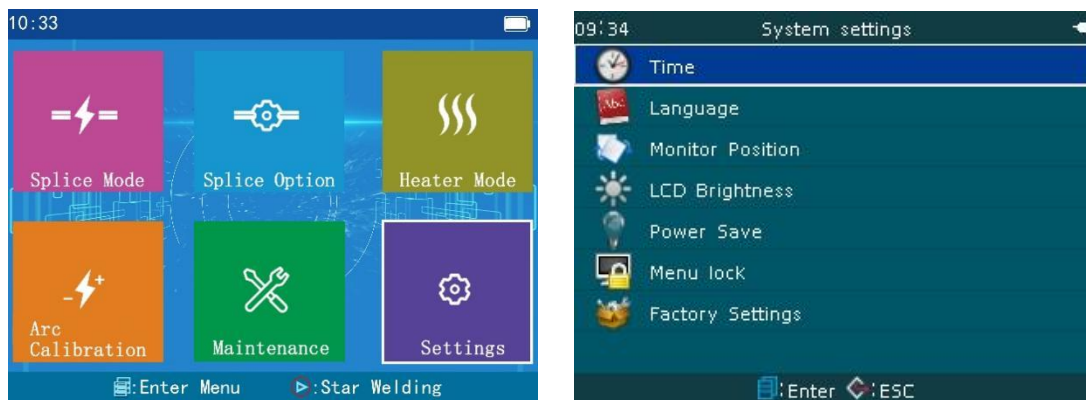 10:33
Splice Mode
Splice Option
Heater Mode
Arc
Calibration
Maintenance
Settings
:Enter Menu
:Star Welding
09:34
System settings
Time
Abc
Language
Monitor Position
LCD Brightness
Power Save
Menu lock
Factory Settings
:Enter
:ESC